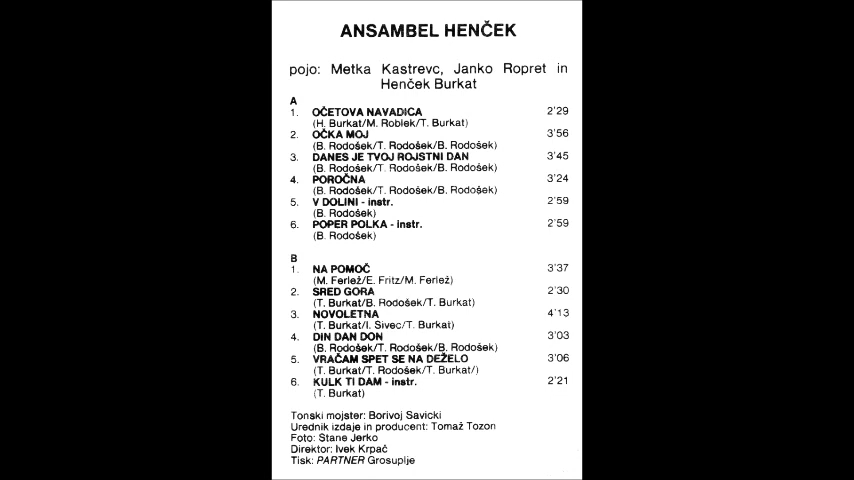 ANSAMBEL HENČEK
pojo: Metka Kastrevc, Janko Ropret in
Henček Burkat
A
1. OČETOVA NAVADICA 2'29
(H. Burkat/M. Roblek/T. Burkat)
2. OČKA MOJ 3'56
(B. Rodošek/T. Rodošek/B. Rodošek)
3. DANES JE TVOJ ROJSTNI DAN 3'45
(B. Rodošek/T. Rodošek/B. Rodošek)
4. POROČNA 3'24
(B. Rodošek/T. Rodošek/B. Rodošek)
5. V DOLINI - instr. 2'59
(B. Rodošek)
6. POPER POLKA - instr. 2'59
(B. Rodošek)
B
1. NA POMOČ 3'37
(M. Ferlež/E. Fritz/M. Ferlež)
2. SRED GORA 2'30
(T. Burkat/B. Rodošek/T. Burkat)
3. NOVOLETNA 4'13
(T. Burkat/I. Sivec/T. Burkat)
4. DIN DAN DON 3'03
(B. Rodošek/T. Rodošek/B. Rodošek)
5. VRAČAM SPET SE NA DEŽELO 3'06
(T. Burkat/T. Rodošek/T. Burkat/)
6. KULK TI DAM - instr. 2'21
(T. Burkat)
Tonski mojster: Borivoj Savicki
Urednik izdaje in producent: Tomaž Tozon
Foto: Stane Jerko
Direktor: Ivek Krpač
Tisk: PARTNER Grosuplje